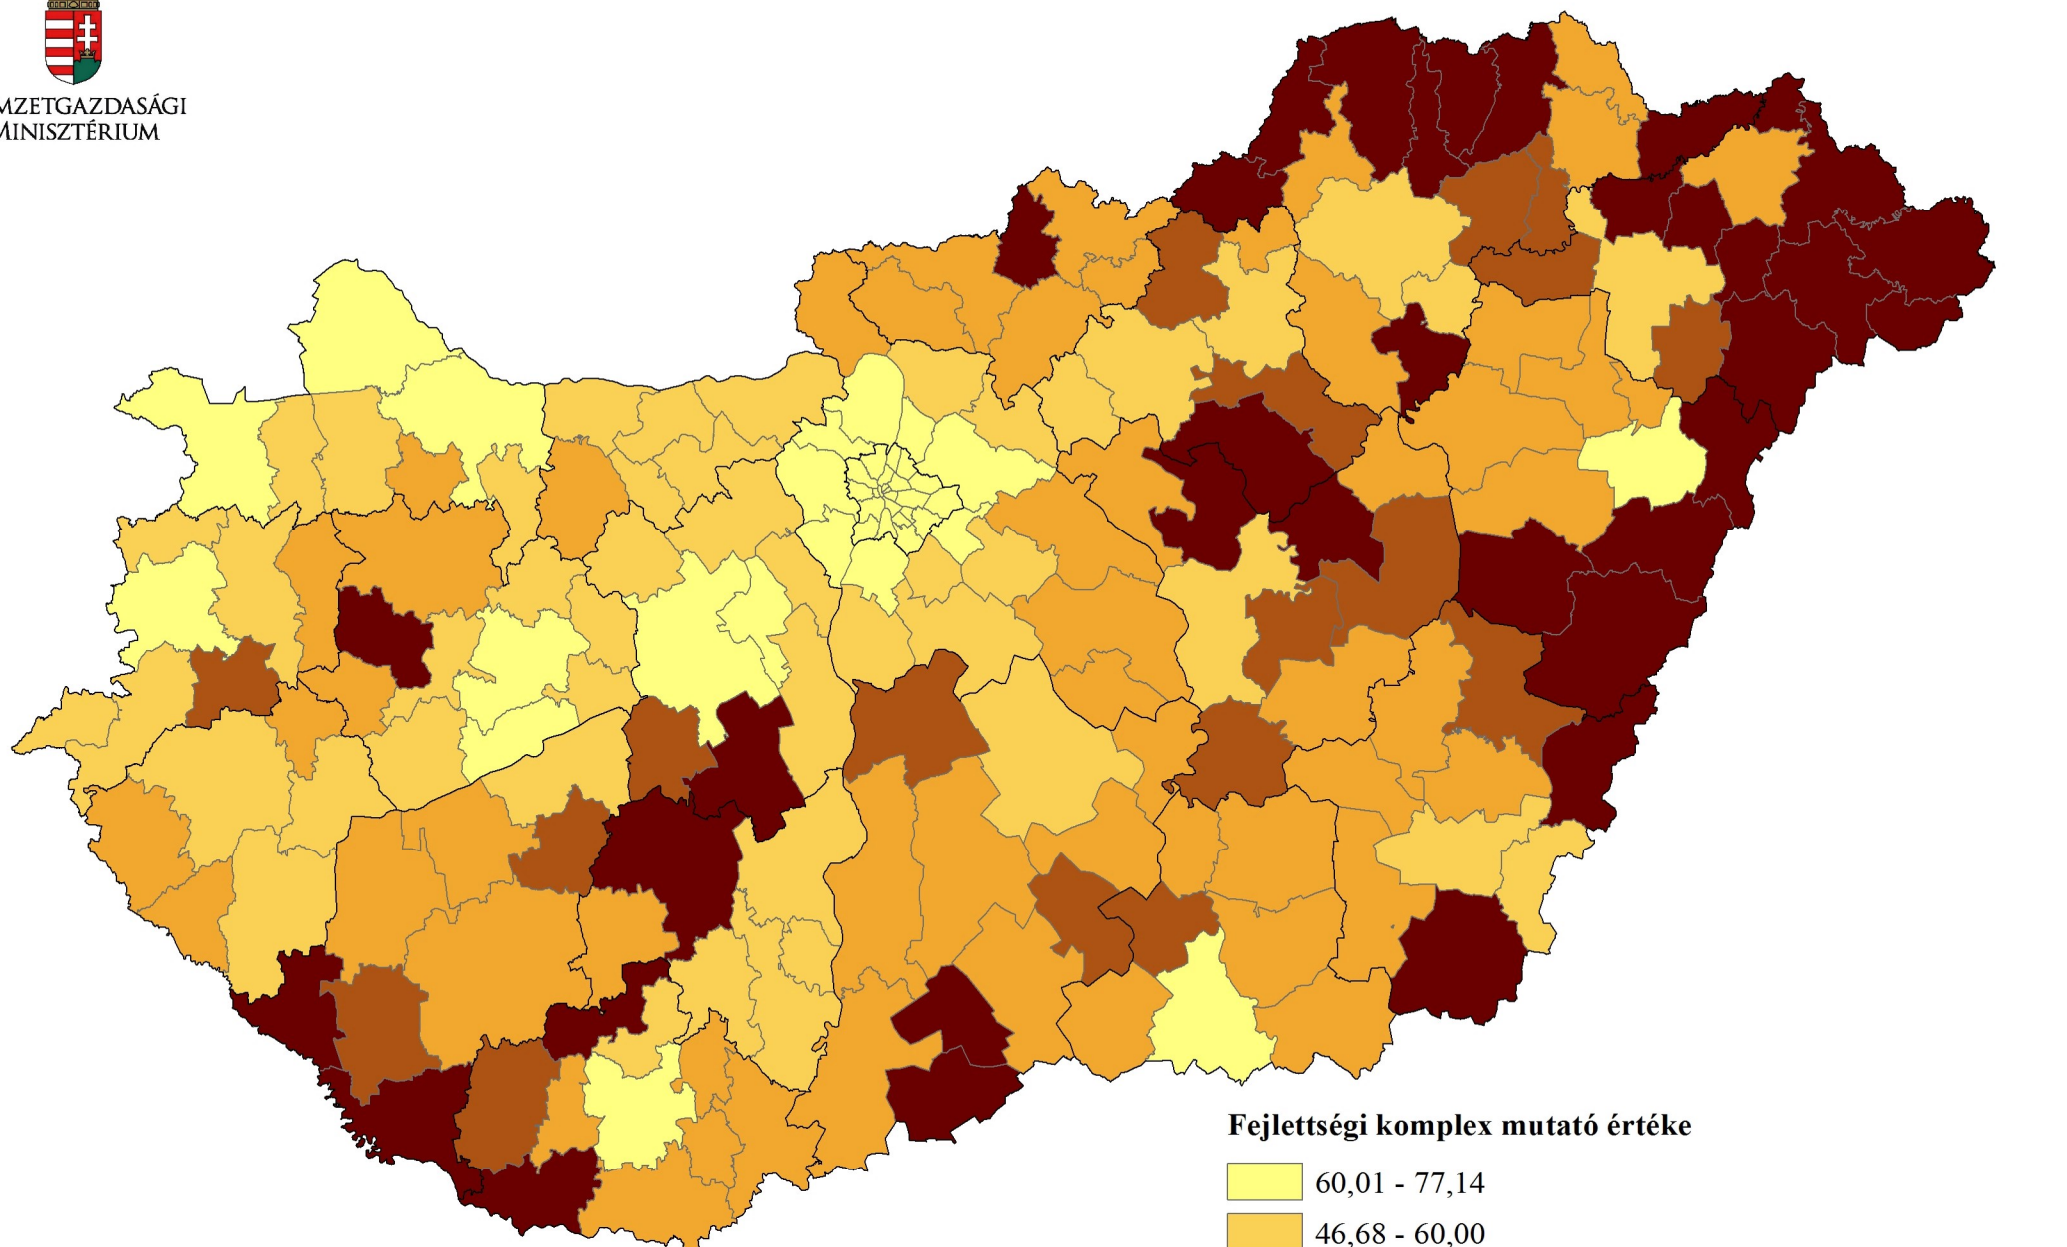 MZETGAZDASÁGI
MINISZTÉRIUM
Fejlettségi komplex mutató értéke
60,01 - 77,14
46,68 - 60,00